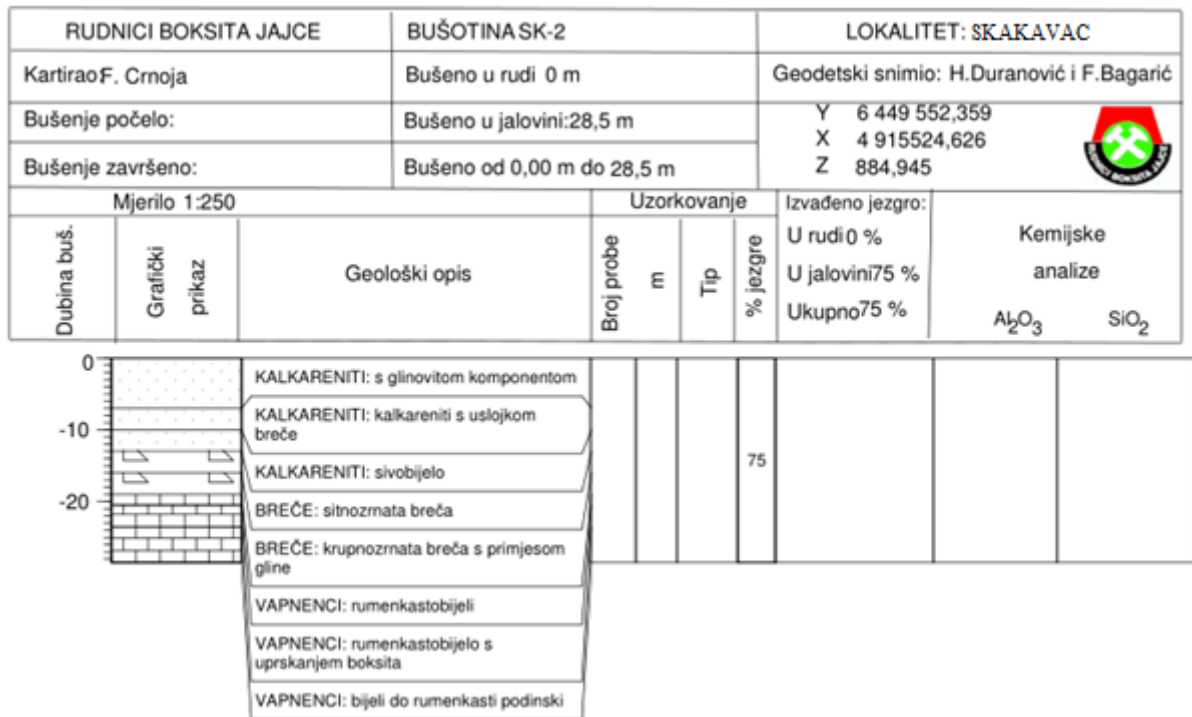 RUDNICI BOKSITA JAJCE
BUŠOTINA SK-2
LOKALITET: SKAKAVAC
Kartirao: F. Crnoja
Bušeno u rudi 0 m
Geodetski snimio: H.Duranović i F.Bagarić
Bušenje počelo:
Bušeno u jalovini:28,5 m
Y 6 449 552,359
X 4 915524,626
Z 884,945
RUDNICI BOKSITA JAJCE
Bušenje završeno:
Bušeno od 0,00 m do 28,5 m
Mjerilo 1:250
Uzorkovanje
Izvađeno jezgro:
Dubina buš.
Grafički
prikaz
Geološki opis
Broj probe
m
Tip
% jezgre
U rudi 0 %
U jalovini 75 %
Ukupno 75 %
Kemijske
analize
Al2O3
SiO2
0
-10
-20
KALKARENITI: s glinovitom komponentom
KALKARENITI: kalkareniti s uslojkom
breče
KALKARENITI: sivobijelo
BREČE: sitnozrnata breča
BREČE: krupnozrnata breča s primjesom
gline
VAPNENCI: rumenkastobijeli
VAPNENCI: rumenkastobijelo s
uprskanjem boksita
VAPNENCI: bijeli do rumenkasti podinski
75